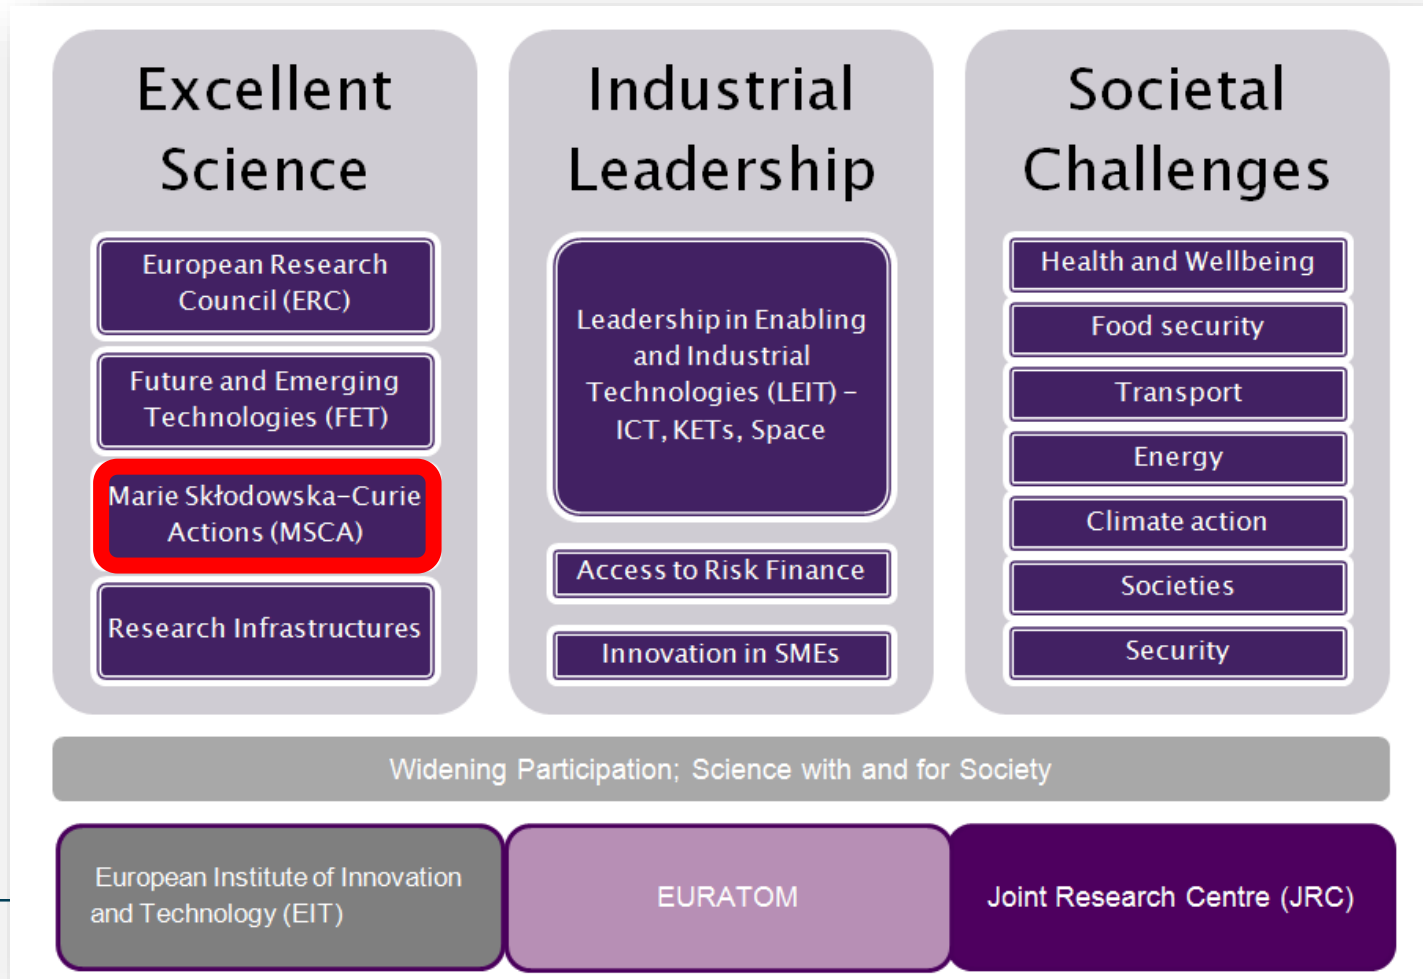 Excellent
Science
European Research
Council (ERC)
Future and Emerging
Technologies (FET)
Marie Skłodowska-Curie
Actions (MSCA)
Research Infrastructures
Industrial
Leadership
Leadership in Enabling
and Industrial
Technologies (LEIT) –
ICT, KETs, Space
Access to Risk Finance
Innovation in SMEs
Societal
Challenges
Health and Wellbeing
Food security
Transport
Energy
Climate action
Societies
Security
Widening Participation; Science with and for Society
European Institute of Innovation
and Technology (EIT)
EURATOM
Joint Research Centre (JRC)